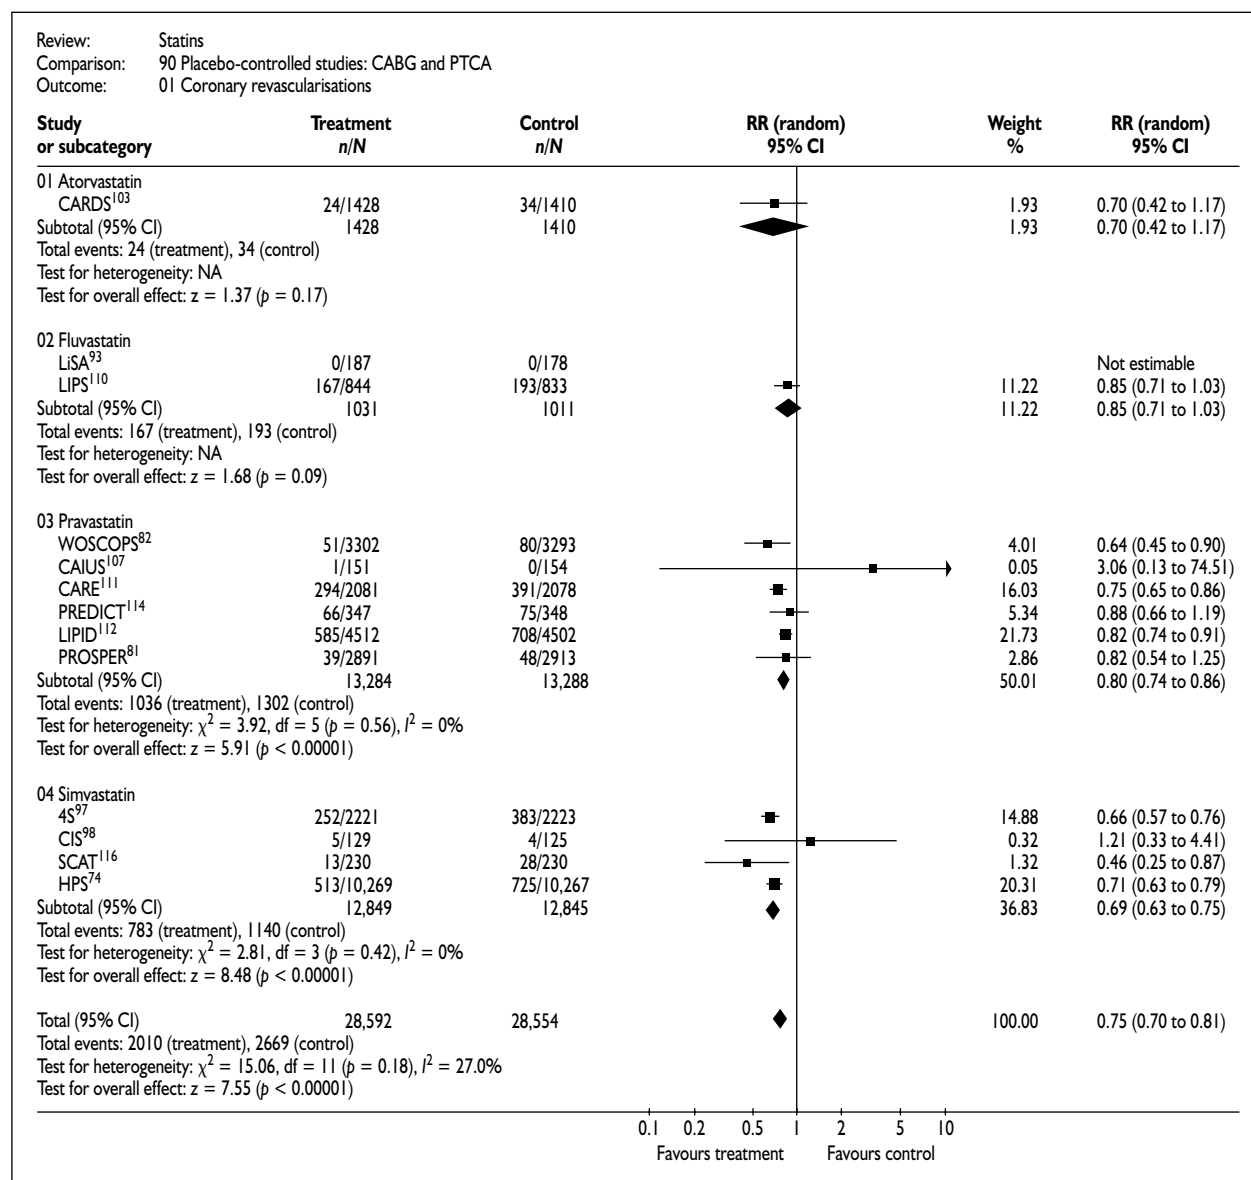 Review: Statins
Comparison: 90 Placebo-controlled studies: CABG and PTCA
Outcome: 01 Coronary revascularisations
Study Treatment Control RR (random) Weight RR (random)
or subcategory n/N n/N 95% CI % 95% CI
01 Atorvastatin
CARDS¹⁰³ 24/1428 34/1410 1.93 0.70 (0.42 to 1.17)
Subtotal (95% CI) 1428 1410 1.93 0.70 (0.42 to 1.17)
Total events: 24 (treatment), 34 (control)
Test for heterogeneity: NA
Test for overall effect: z = 1.37 (p = 0.17)
02 Fluvastatin
LiSA⁹³ 0/187 0/178 Not estimable
LIPS¹¹⁰ 167/844 193/833 11.22 0.85 (0.71 to 1.03)
Subtotal (95% CI) 1031 1011 11.22 0.85 (0.71 to 1.03)
Total events: 167 (treatment), 193 (control)
Test for heterogeneity: NA
Test for overall effect: z = 1.68 (p = 0.09)
03 Pravastatin
WOSCOPS⁸² 51/3302 80/3293 4.01 0.64 (0.45 to 0.90)
CAIUS¹⁰⁷ 1/151 0/154 0.05 3.06 (0.13 to 74.51)
CARE¹¹¹ 294/2081 391/2078 16.03 0.75 (0.65 to 0.86)
PREDICT¹¹⁴ 66/347 75/348 5.34 0.88 (0.66 to 1.19)
LIPID¹¹² 585/4512 708/4502 21.73 0.82 (0.74 to 0.91)
PROSPER⁸¹ 39/2891 48/2913 2.86 0.82 (0.54 to 1.25)
Subtotal (95% CI) 13,284 13,288 50.01 0.80 (0.74 to 0.86)
Total events: 1036 (treatment), 1302 (control)
Test for heterogeneity: χ² = 3.92, df = 5 (p = 0.56), I² = 0%
Test for overall effect: z = 5.91 (p < 0.00001)
04 Simvastatin
4S⁹⁷ 252/2221 383/2223 14.88 0.66 (0.57 to 0.76)
CIS⁹⁸ 5/129 4/125 0.32 1.21 (0.33 to 4.41)
SCAT¹¹⁶ 13/230 28/230 1.32 0.46 (0.25 to 0.87)
HPS⁷⁴ 513/10,269 725/10,267 20.31 0.71 (0.63 to 0.79)
Subtotal (95% CI) 12,849 12,845 36.83 0.69 (0.63 to 0.75)
Total events: 783 (treatment), 1140 (control)
Test for heterogeneity: χ² = 2.81, df = 3 (p = 0.42), I² = 0%
Test for overall effect: z = 8.48 (p < 0.00001)
Total (95% CI) 28,592 28,554 100.00 0.75 (0.70 to 0.81)
Total events: 2010 (treatment), 2669 (control)
Test for heterogeneity: χ² = 15.06, df = 11 (p = 0.18), I² = 27.0%
Test for overall effect: z = 7.55 (p < 0.00001)
0.1 0.2 0.5 1 2 5 10
Favours treatment Favours control